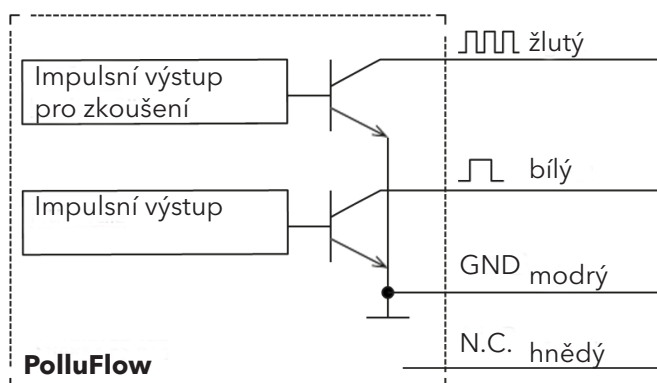 žlutý
Impulsní výstup
pro zkoušení
bílý
Impulsní výstup
GND modrý
N.C. hnědý
PolluFlow